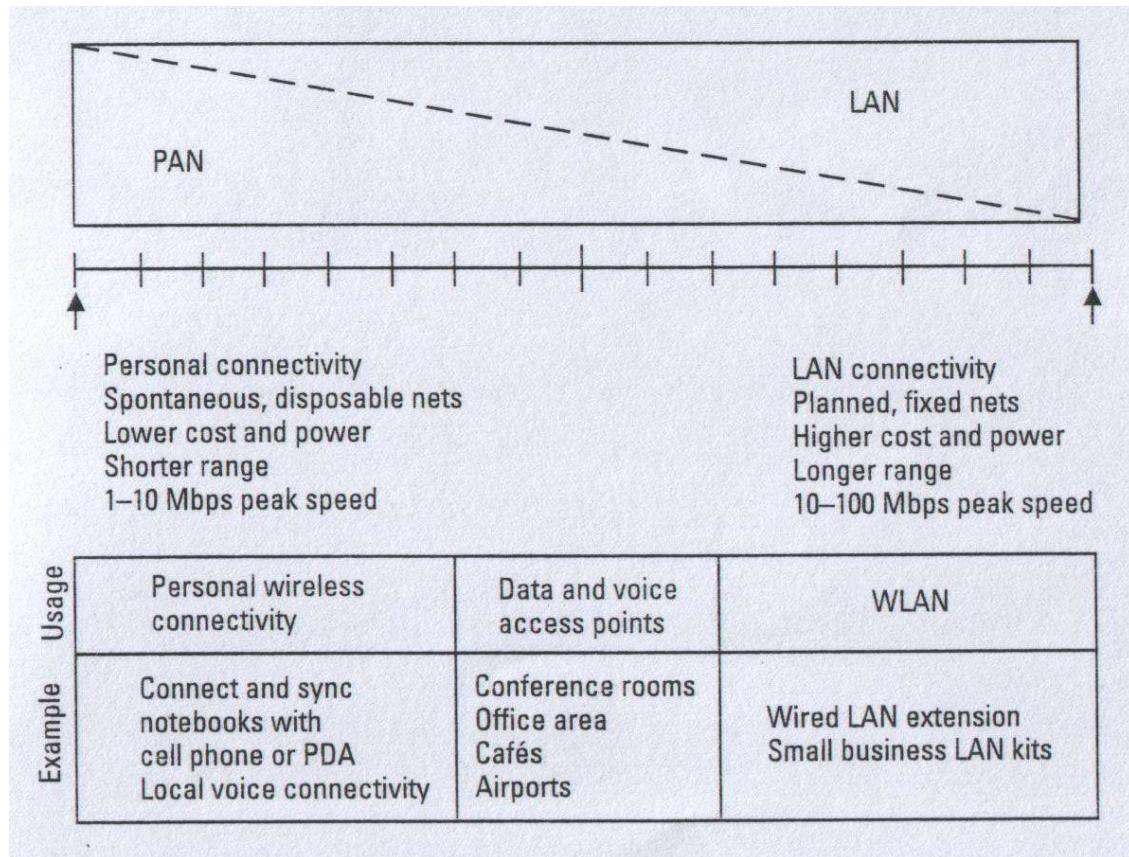 LAN
PAN
Personal connectivity
Spontaneous, disposable nets
Lower cost and power
Shorter range
1–10 Mbps peak speed
LAN connectivity
Planned, fixed nets
Higher cost and power
Longer range
10–100 Mbps peak speed
Usage
Personal wireless
connectivity
Data and voice
access points
WLAN
Example
Connect and sync
notebooks with
cell phone or PDA
Local voice connectivity
Conference rooms
Office area
Cafés
Airports
Wired LAN extension
Small business LAN kits